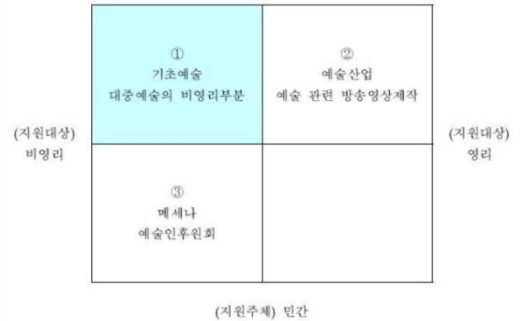 ①
기초예술
대중예술의 비영리부분
②
예술산업
예술 관련 방송영상제작
(지원대상)
비영리
(지원대상)
영리
③
메세나
예술인후원회
(지원주체) 민간